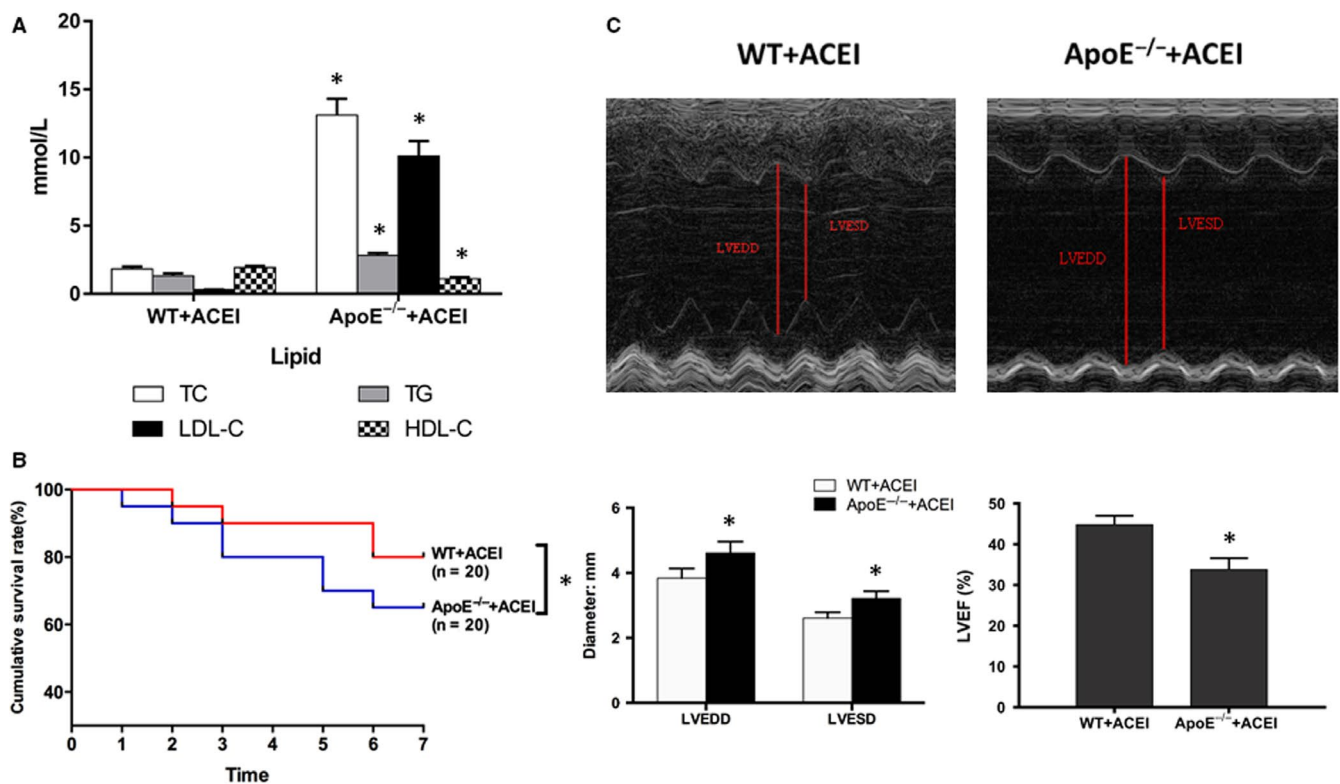 A
20
15
10
5
0
mmol/L
*
*
*
*
WT+ACEI
ApoE−/−+ACEI
Lipid
TC
TG
LDL-C
HDL-C
B
100
80
60
40
Cumulative survival rate(%)
0 1 2 3 4 5 6 7
Time
WT+ACEI
(n = 20)
ApoE−/−+ACEI
(n = 20)
*
C
WT+ACEI
ApoE−/−+ACEI
LVEDD
LVESD
LVEDD
LVESD
WT+ACEI
ApoE−/−+ACEI
6
4
2
0
Diameter: mm
*
*
LVEDD
LVESD
50
40
30
20
10
0
LVEF (%)
*
WT+ACEI
ApoE−/−+ACEI